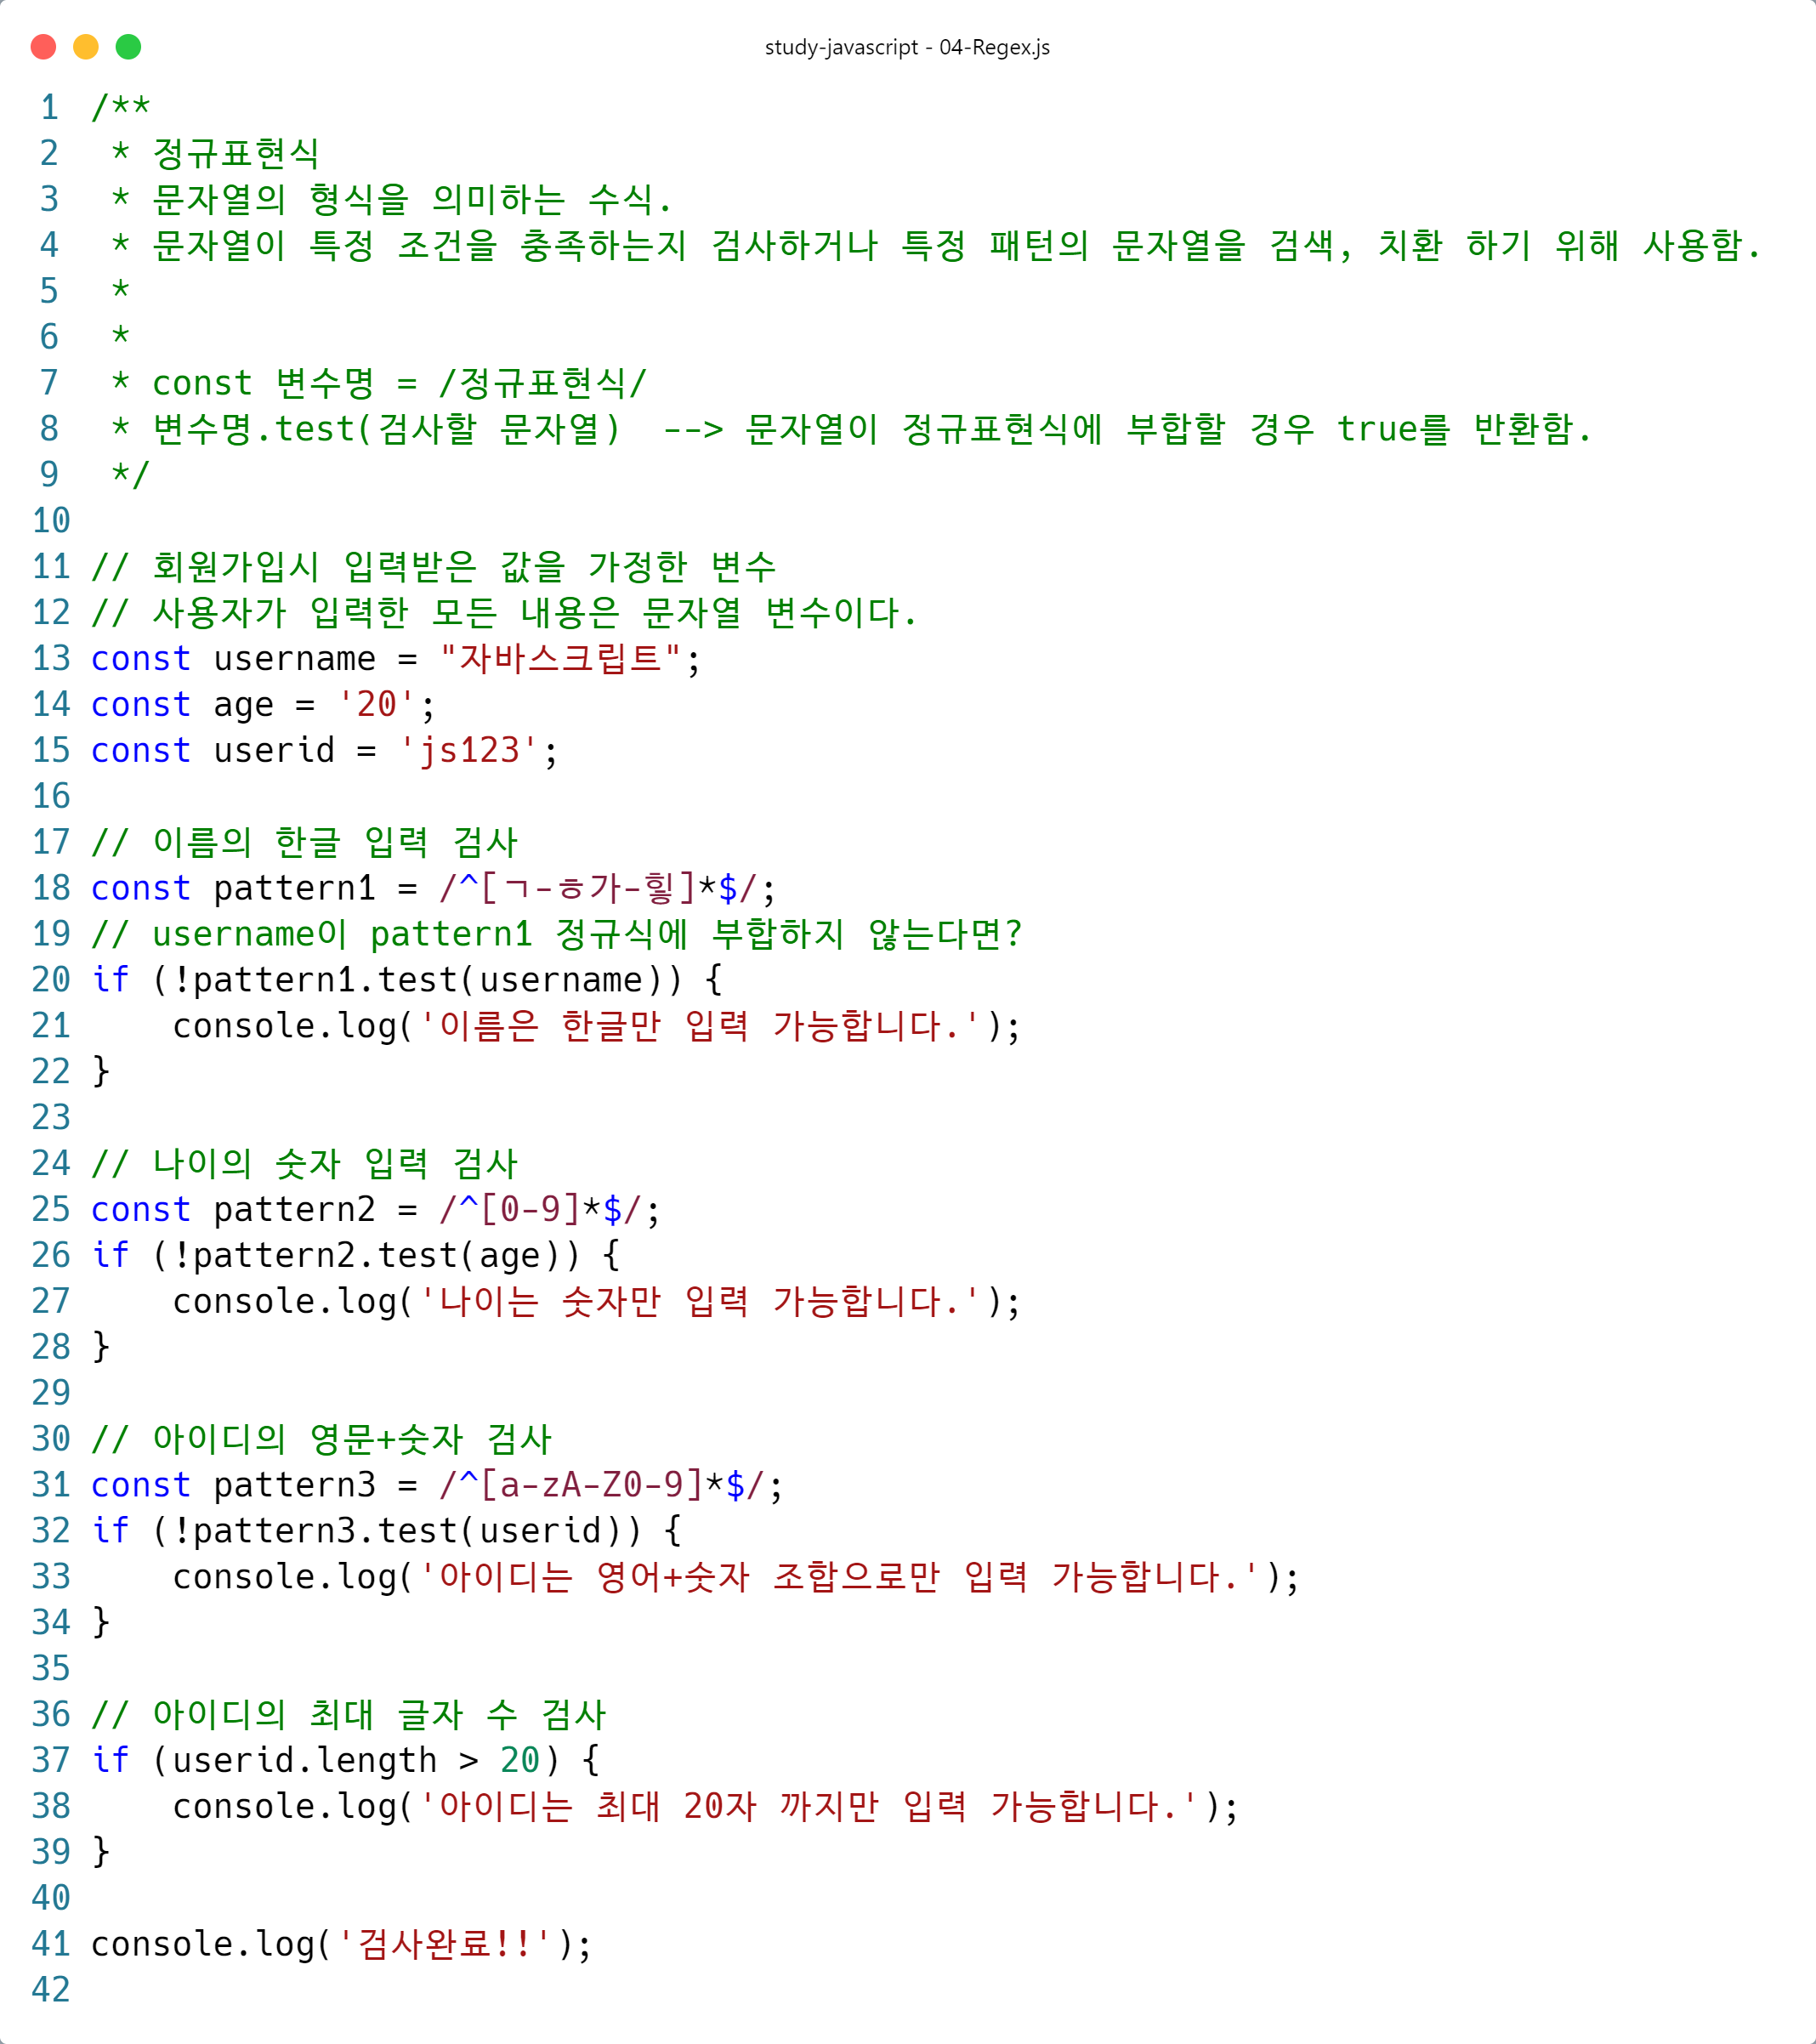 study-javascript - 04-Regex.js
1 /**
2  * 정규표현식
3  * 문자열의 형식을 의미하는 수식.
4  * 문자열이 특정 조건을 충족하는지 검사하거나 특정 패턴의 문자열을 검색, 치환 하기 위해 사용함.
5  *
6  *
7  * const 변수명 = /정규표현식/
8  * 변수명.test(검사할 문자열)  --> 문자열이 정규표현식에 부합할 경우 true를 반환함.
9  */
10
11 // 회원가입시 입력받은 값을 가정한 변수
12 // 사용자가 입력한 모든 내용은 문자열 변수이다.
13 const username = "자바스크립트";
14 const age = '20';
15 const userid = 'js123';
16
17 // 이름의 한글 입력 검사
18 const pattern1 = /^[ㄱ-ㅎ가-힣]*$/;
19 // username이 pattern1 정규식에 부합하지 않는다면?
20 if (!pattern1.test(username)) {
21     console.log('이름은 한글만 입력 가능합니다.');
22 }
23
24 // 나이의 숫자 입력 검사
25 const pattern2 = /^[0-9]*$/;
26 if (!pattern2.test(age)) {
27     console.log('나이는 숫자만 입력 가능합니다.');
28 }
29
30 // 아이디의 영문+숫자 검사
31 const pattern3 = /^[a-zA-Z0-9]*$/;
32 if (!pattern3.test(userid)) {
33     console.log('아이디는 영어+숫자 조합으로만 입력 가능합니다.');
34 }
35
36 // 아이디의 최대 글자 수 검사
37 if (userid.length > 20) {
38     console.log('아이디는 최대 20자 까지만 입력 가능합니다.');
39 }
40
41 console.log('검사완료!!');
42